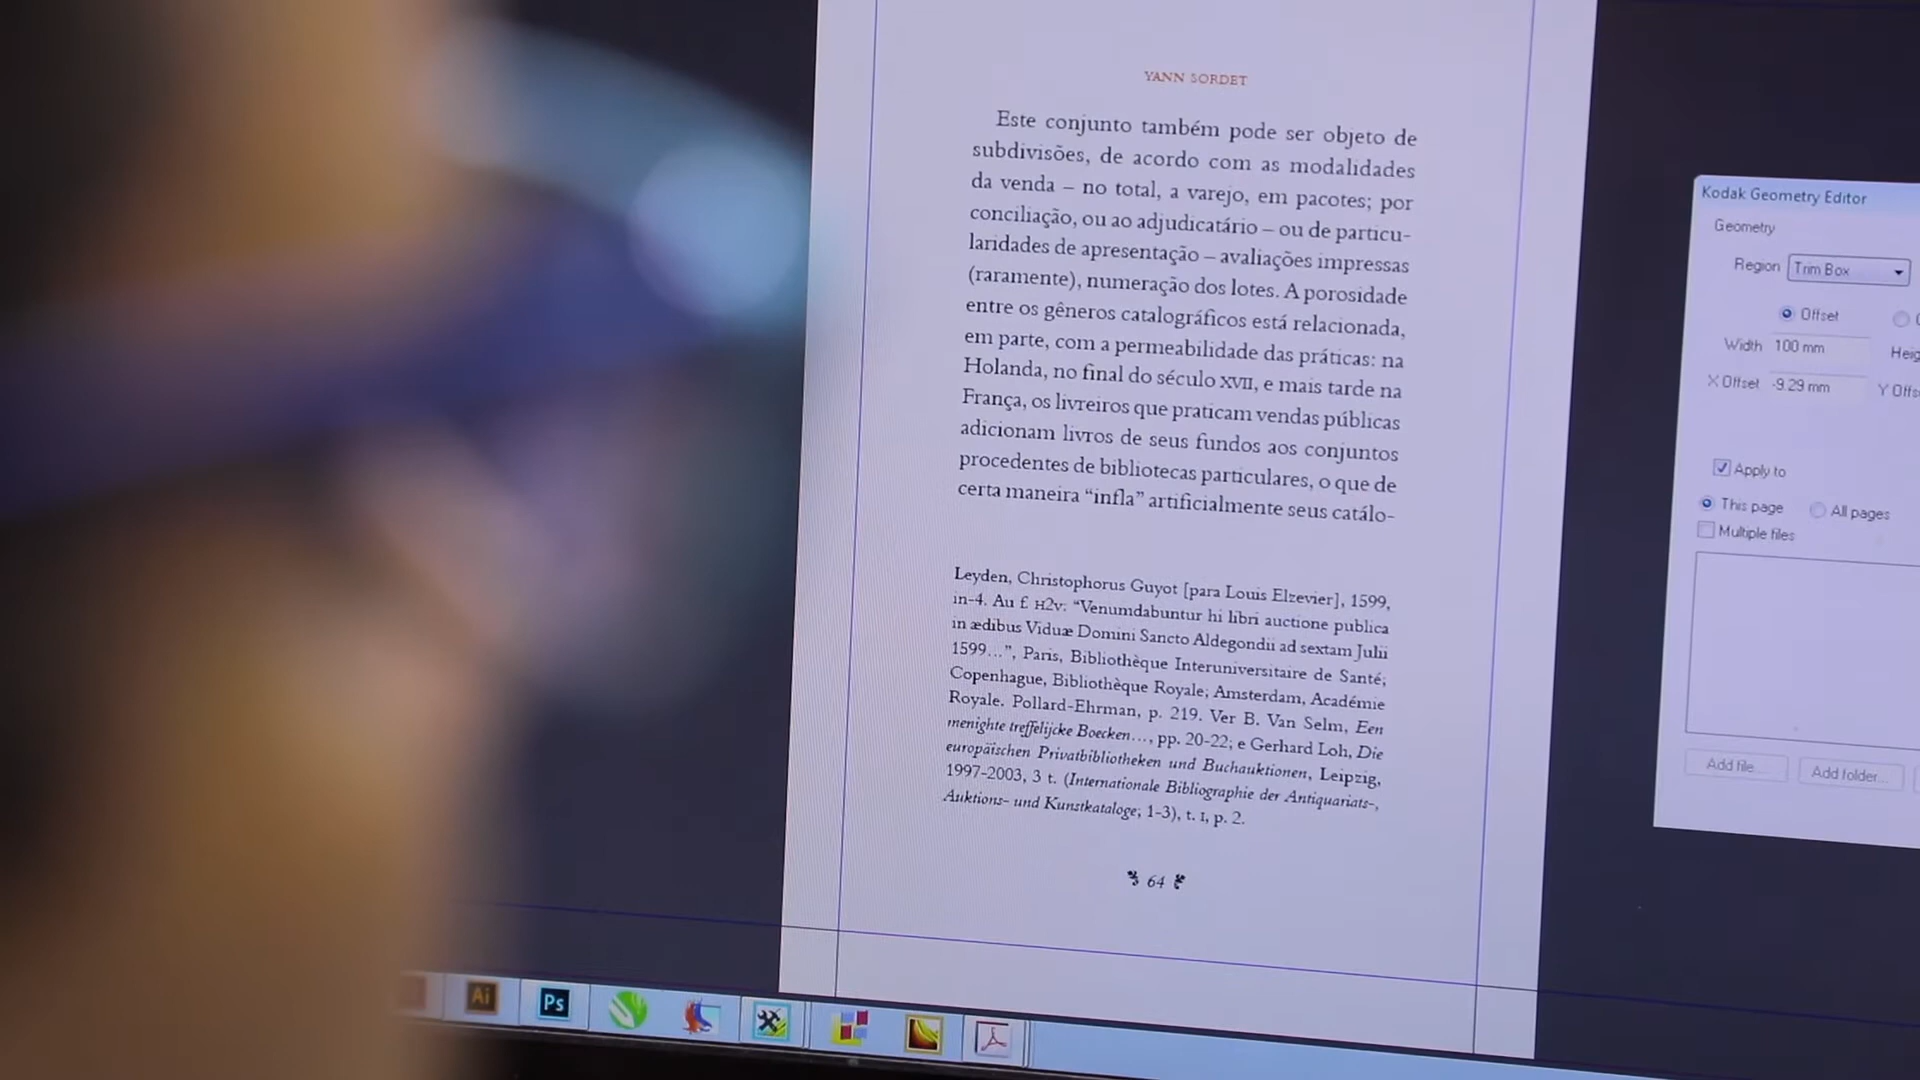 YANN SORDET
Este conjunto também pode ser objeto de
subdivisões, de acordo com as modalidades
da venda – no total, a varejo, em pacotes; por
conciliação, ou ao adjudicatário – ou de particu-
laridades de apresentação – avaliações impressas
(raramente), numeração dos lotes. A porosidade
entre os gêneros catalográficos está relacionada,
em parte, com a permeabilidade das práticas: na
Holanda, no final do século XVII, e mais tarde na
França, os livreiros que praticam vendas públicas
adicionam livros de seus fundos aos conjuntos
procedentes de bibliotecas particulares, o que de
certa maneira “infla” artificialmente seus catálo-
Leyden, Christophorus Guyot [para Louis Elzevier], 1599,
in-4. Au f. H2v: “Venumdabuntur hi libri auctione publica
in ædibus Viduæ Domini Sancto Aldegondii ad sextam Julii
1599…”, Paris, Bibliothèque Interuniversitaire de Santé;
Copenhague, Bibliothèque Royale; Amsterdam, Académie
Royale. Pollard-Ehrman, p. 219. Ver B. Van Selm, Een
menighte treffelijcke Boecken…, pp. 20-22; e Gerhard Loh, Die
europäischen Privatbibliotheken und Buchauktionen, Leipzig,
1997-2003, 3 t. (Internationale Bibliographie der Antiquariats-,
Auktions- und Kunstkataloge; 1-3), t. 1, p. 2.
64
Kodak Geometry Editor
Geometry
Region Trim Box
Offset
Width 100 mm Heig
X Offset -9.29 mm Y Offs
Apply to
This page All pages
Multiple files
Add file... Add folder...
Ai Ps